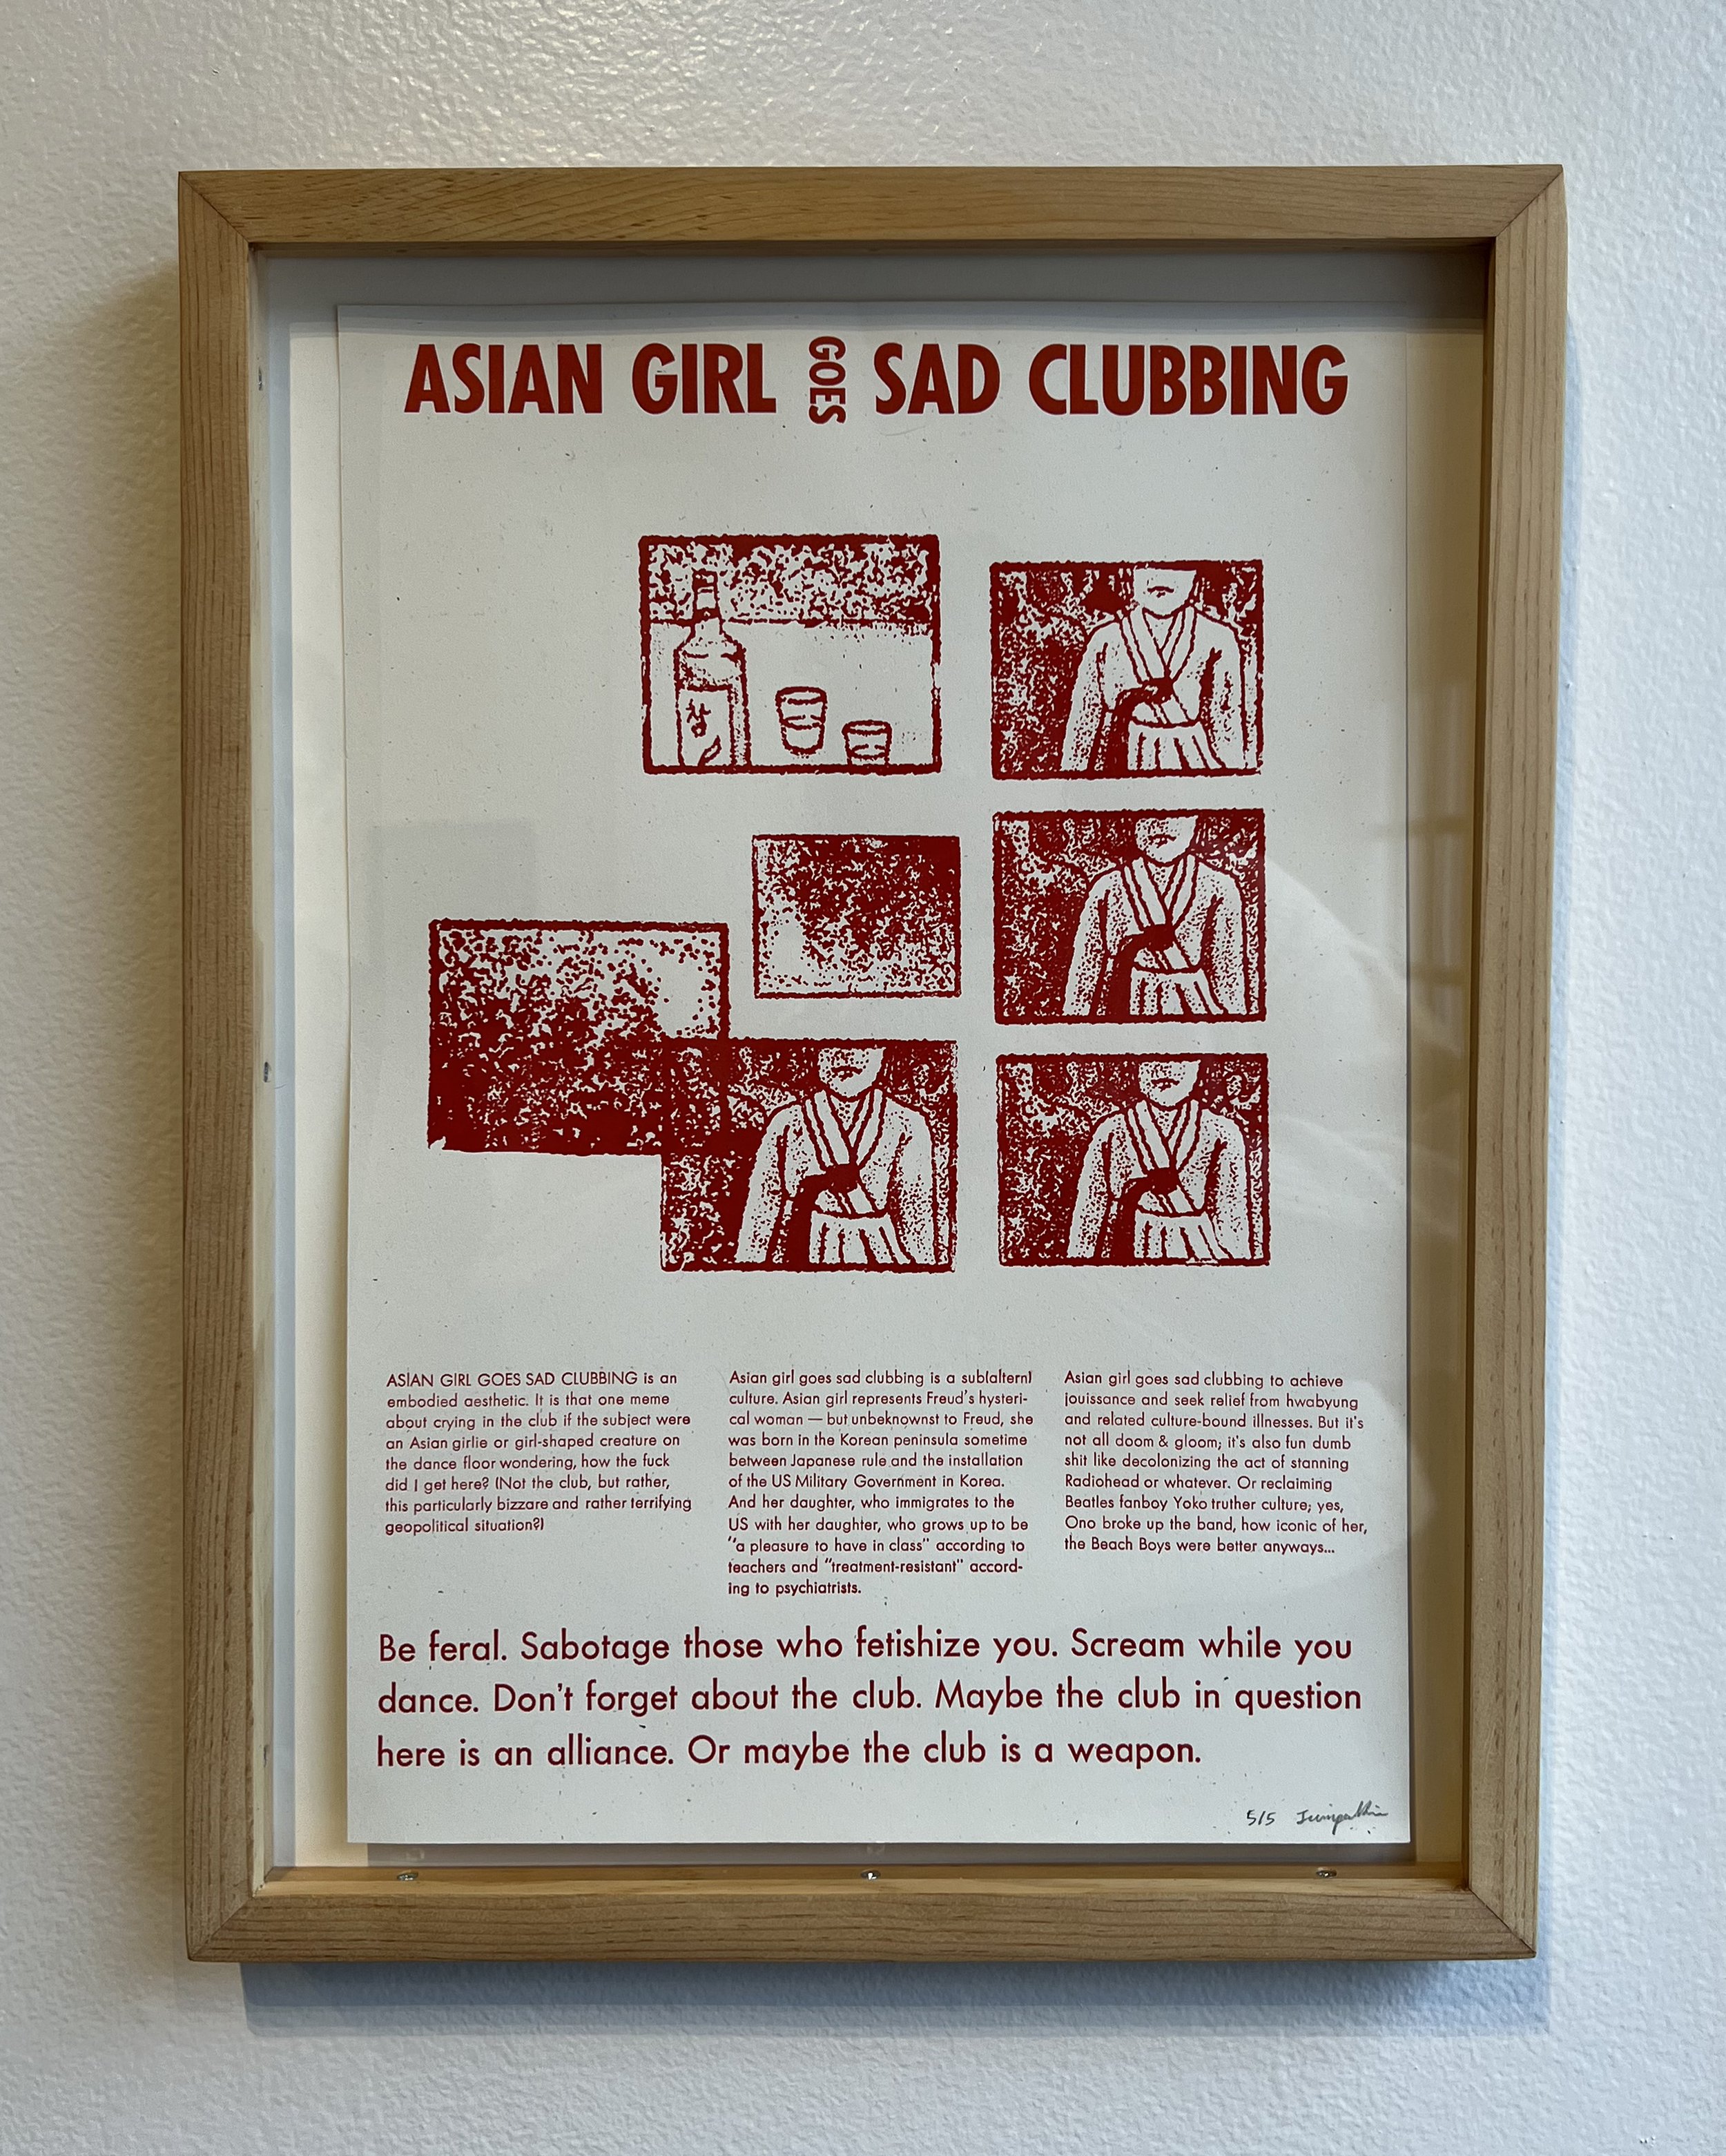 ASIAN GIRL GOES SAD CLUBBING
ASIAN GIRL GOES SAD CLUBBING is an
embodied aesthetic. It is that one meme
about crying in the club if the subject were
an Asian girlie or girl-shaped creature on
the dance floor wondering, how the fuck
did I get here? (Not the club, but rather,
this particularly bizzare and rather terrifying
geopolitical situation?)
Asian girl goes sad clubbing is a sub(altern)
culture. Asian girl represents Freud's hysteri-
cal woman — but unbeknownst to Freud, she
was born in the Korean peninsula sometime
between Japanese rule and the installation
of the US Military Government in Korea.
And her daughter, who immigrates to the
US with her daughter, who grows up to be
"a pleasure to have in class" according to
teachers and "treatment-resistant" accord-
ing to psychiatrists.
Asian girl goes sad clubbing to achieve
jouissance and seek relief from hwabyung
and related culture-bound illnesses. But it's
not all doom & gloom; it's also fun dumb
shit like decolonizing the act of stanning
Radiohead or whatever. Or reclaiming
Beatles fanboy Yoko truther culture; yes,
Ono broke up the band, how iconic of her,
the Beach Boys were better anyways...
Be feral. Sabotage those who fetishize you. Scream while you
dance. Don't forget about the club. Maybe the club in question
here is an alliance. Or maybe the club is a weapon.
5/5